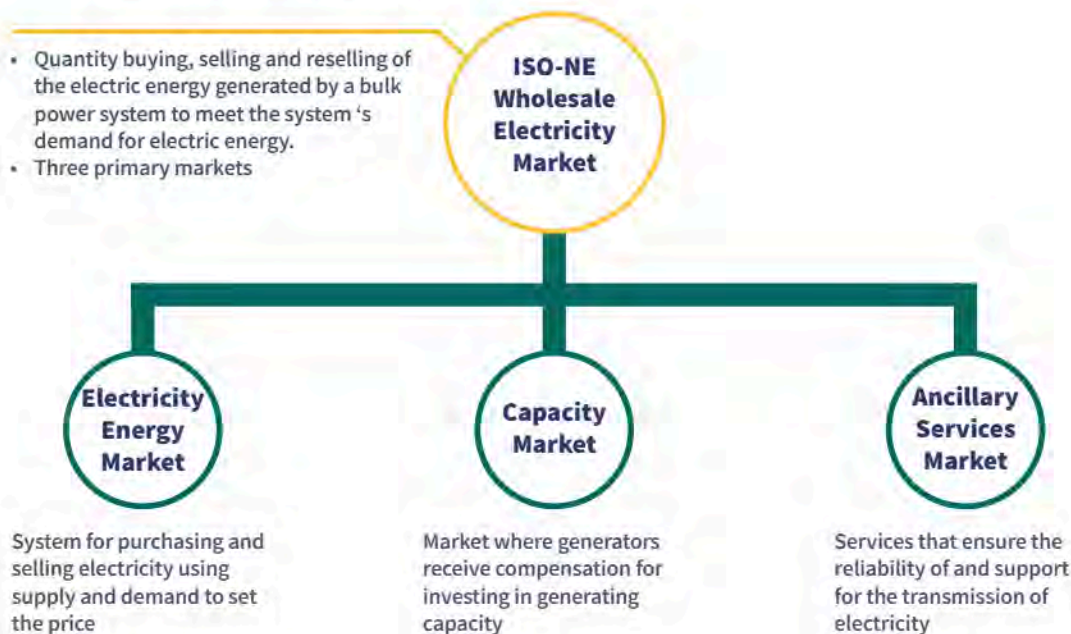 • Quantity buying, selling and reselling of
the electric energy generated by a bulk
power system to meet the system ‘s
demand for electric energy.
• Three primary markets
ISO-NE
Wholesale
Electricity
Market
Electricity
Energy
Market
System for purchasing and
selling electricity using
supply and demand to set
the price
Capacity
Market
Market where generators
receive compensation for
investing in generating
capacity
Ancillary
Services
Market
Services that ensure the
reliability of and support
for the transmission of
electricity